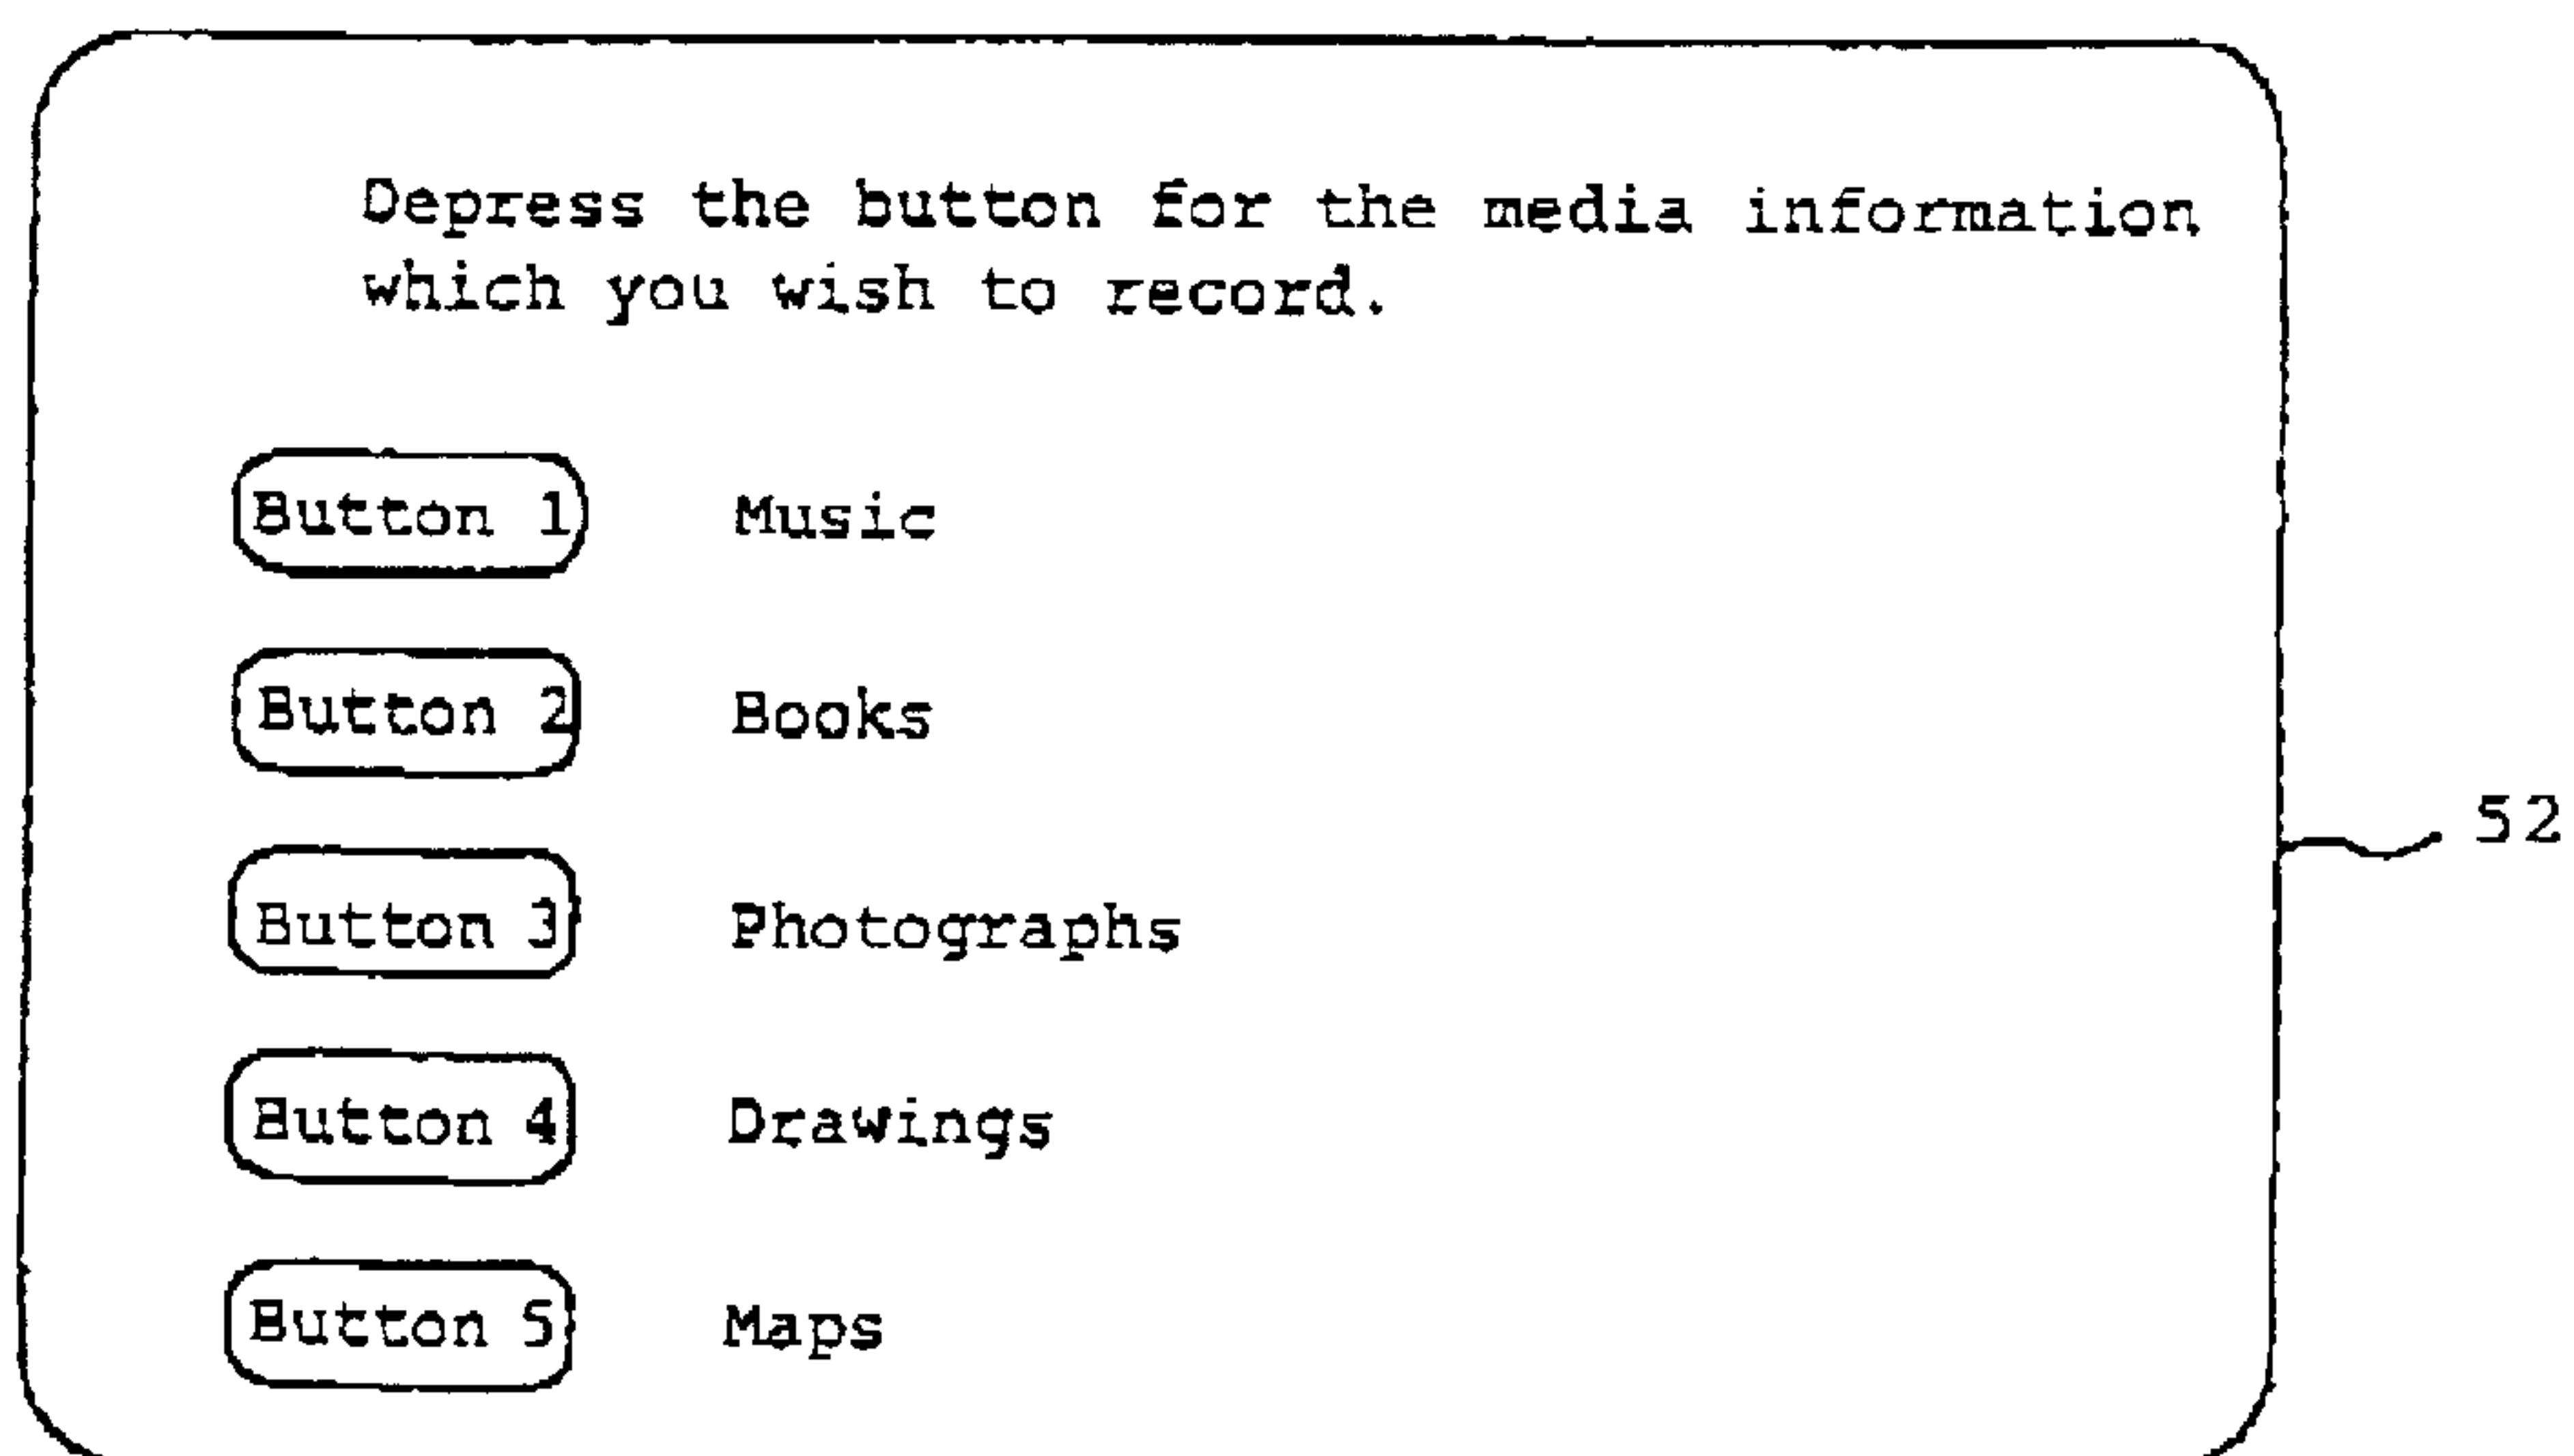 Depress the button for the media information
which you wish to record.
Button 1 Music
Button 2 Books
52
Button 3 Photographs
Button 4 Drawings
Button 5 Maps